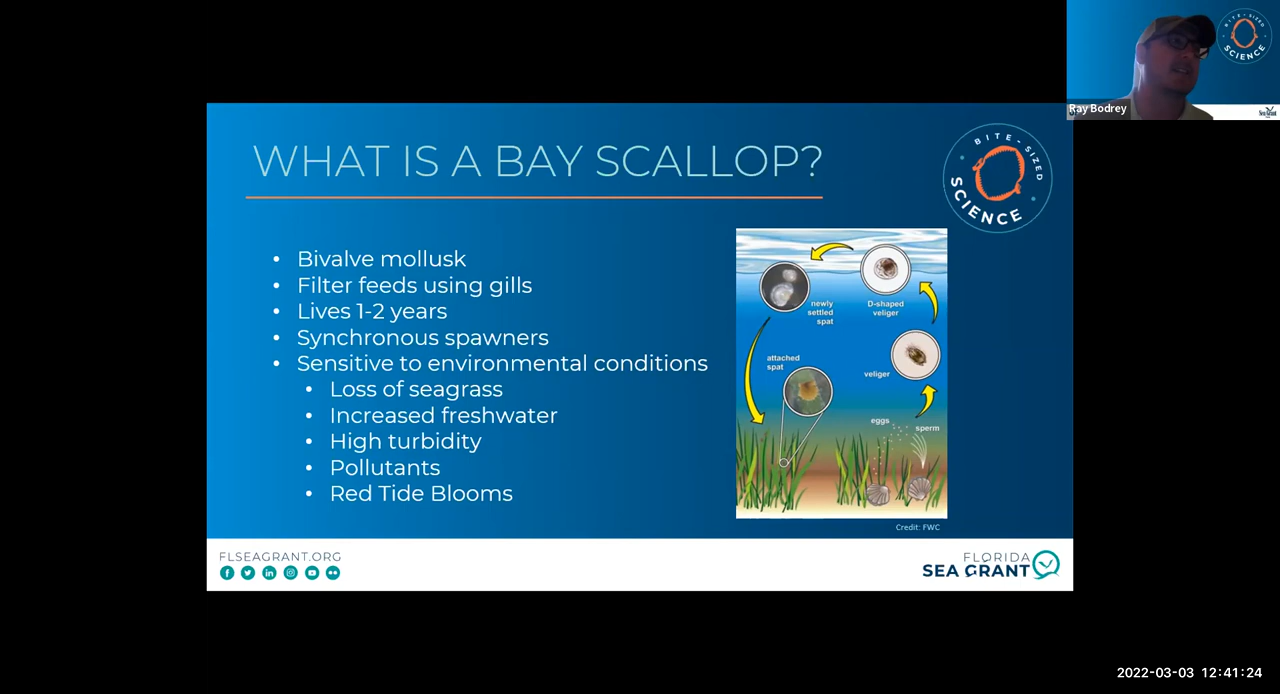 BITE-SIZED
SCIENCE
Ray Bodrey
WHAT IS A BAY SCALLOP?
BITE-SIZED
SCIENCE
• Bivalve mollusk
• Filter feeds using gills
• Lives 1-2 years
• Synchronous spawners
• Sensitive to environmental conditions
• Loss of seagrass
• Increased freshwater
• High turbidity
• Pollutants
• Red Tide Blooms
newly
settled
spat
D-shaped
veliger
attached
spat
veliger
eggs
sperm
Credit: FWC
FLSEAGRANT.ORG
FLORIDA
SEA GRANT
2022-03-03 12:41:24